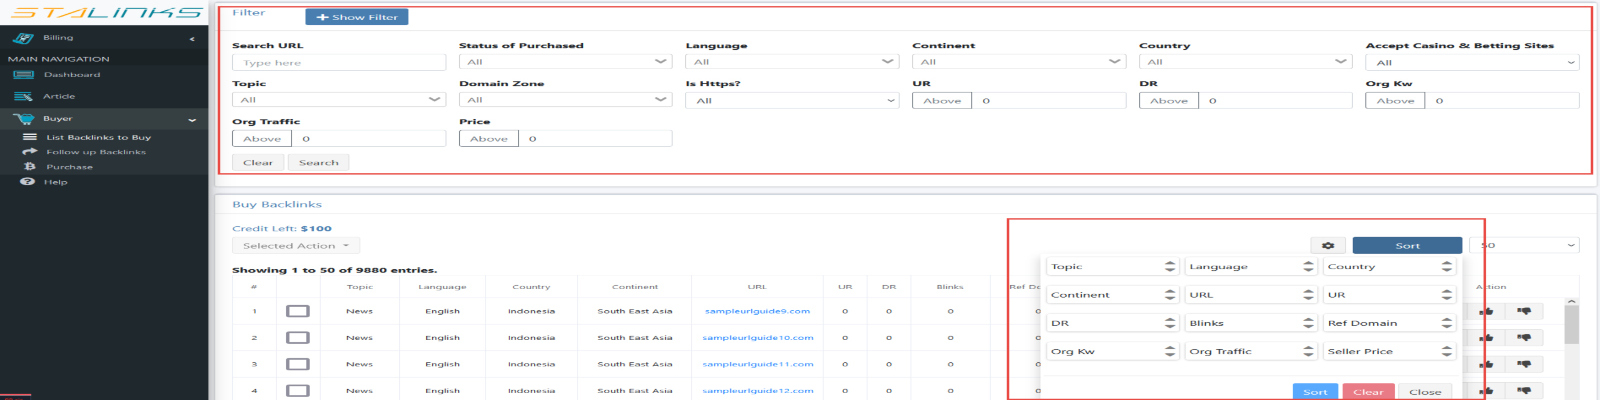 STALINKS
Billing
MAIN NAVIGATION
Dashboard
Article
Buyer
List Backlinks to Buy
Follow up Backlinks
Purchase
Help
Filter
Show Filter
Search URL Status of Purchased Language Continent Country Accept Casino & Betting Sites
Type here All All All All All
Topic Domain Zone Is Https? UR DR Org Kw
All All All Above 0 Above 0 Above 0
Org Traffic Price
Above 0 Above 0
Clear Search
Buy Backlinks
Credit Left: $100
Selected Action Sort 50
Showing 1 to 50 of 9880 entries.
# Topic Language Country Continent URL UR DR Blinks Ref Do Action
1 News English Indonesia South East Asia sampleurlguide9.com 0 0 0 0
2 News English Indonesia South East Asia sampleurlguide10.com 0 0 0 0
3 News English Indonesia South East Asia sampleurlguide11.com 0 0 0 0
4 News English Indonesia South East Asia sampleurlguide12.com 0 0 0 0
Topic Language Country
Continent URL UR
DR Blinks Ref Domain
Org Kw Org Traffic Seller Price
Sort Clear Close